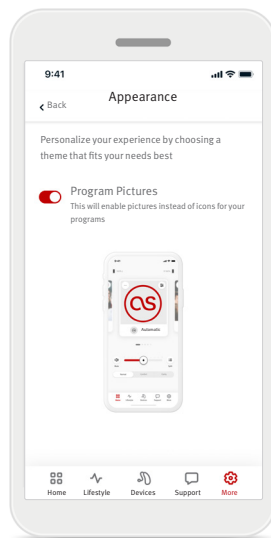 9:41
Back
Appearance
Personalize your experience by choosing a
theme that fits your needs best
Program Pictures
This will enable pictures instead of icons for your
programs
Automatic
Home Lifestyle Devices Support More